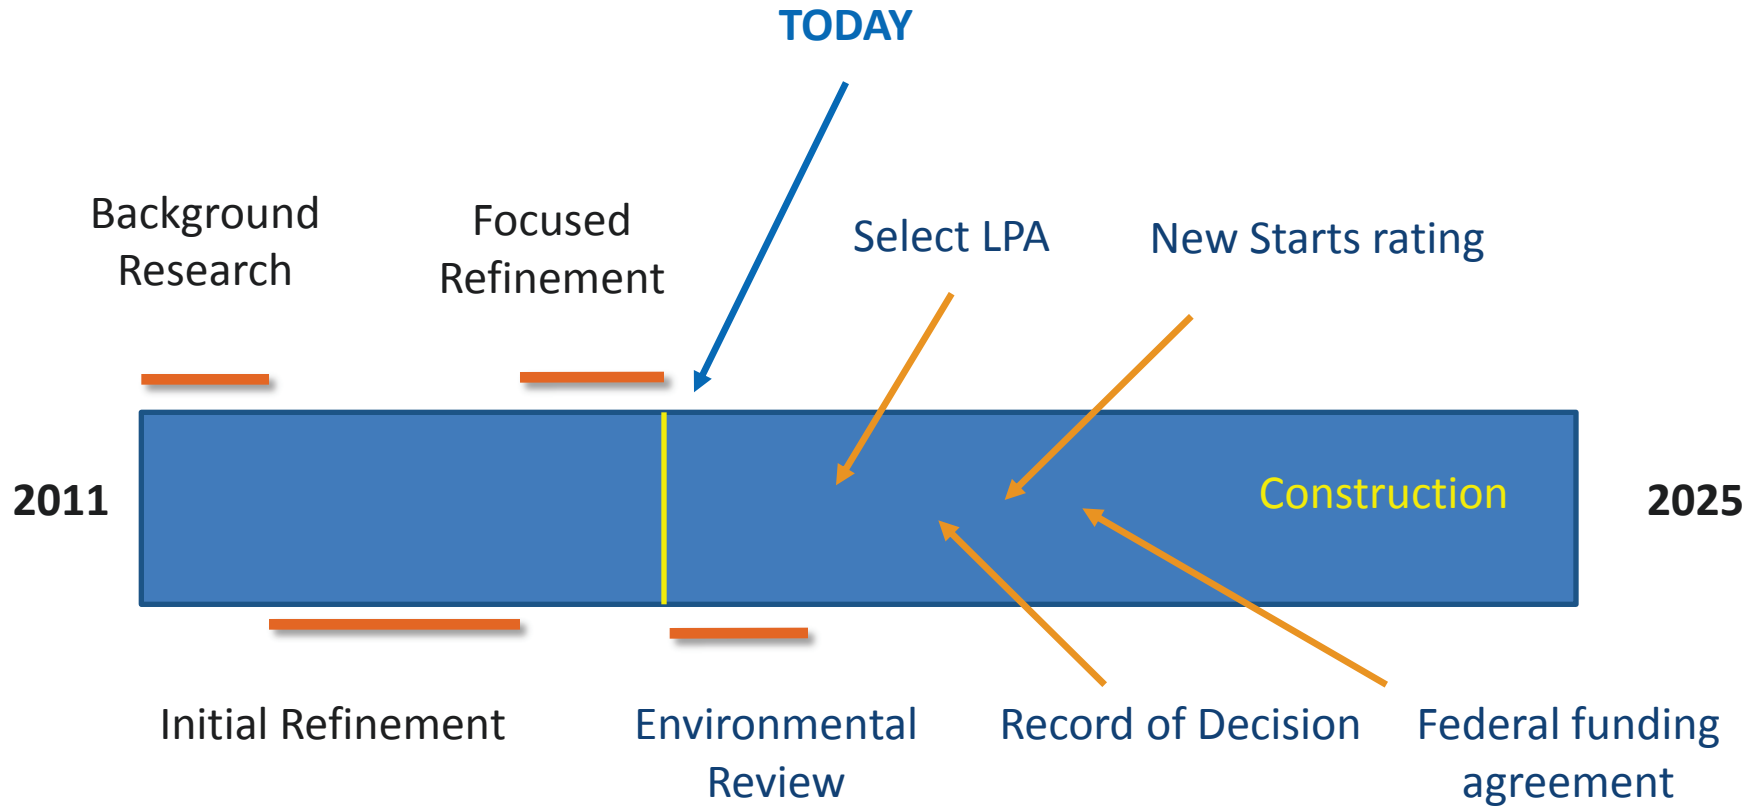 TODAY
Background
Research
Focused
Refinement
Select LPA
New Starts rating
2011
Construction
2025
Initial Refinement
Environmental
Review
Record of Decision
Federal funding
agreement